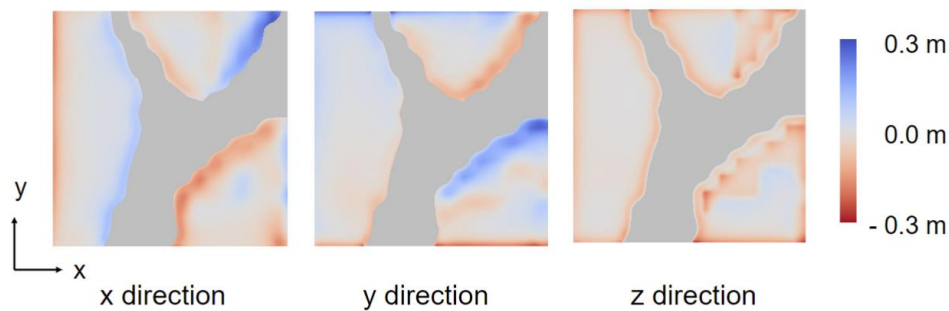 0.3 m
0.0 m
- 0.3 m
y
x
x direction
y direction
z direction